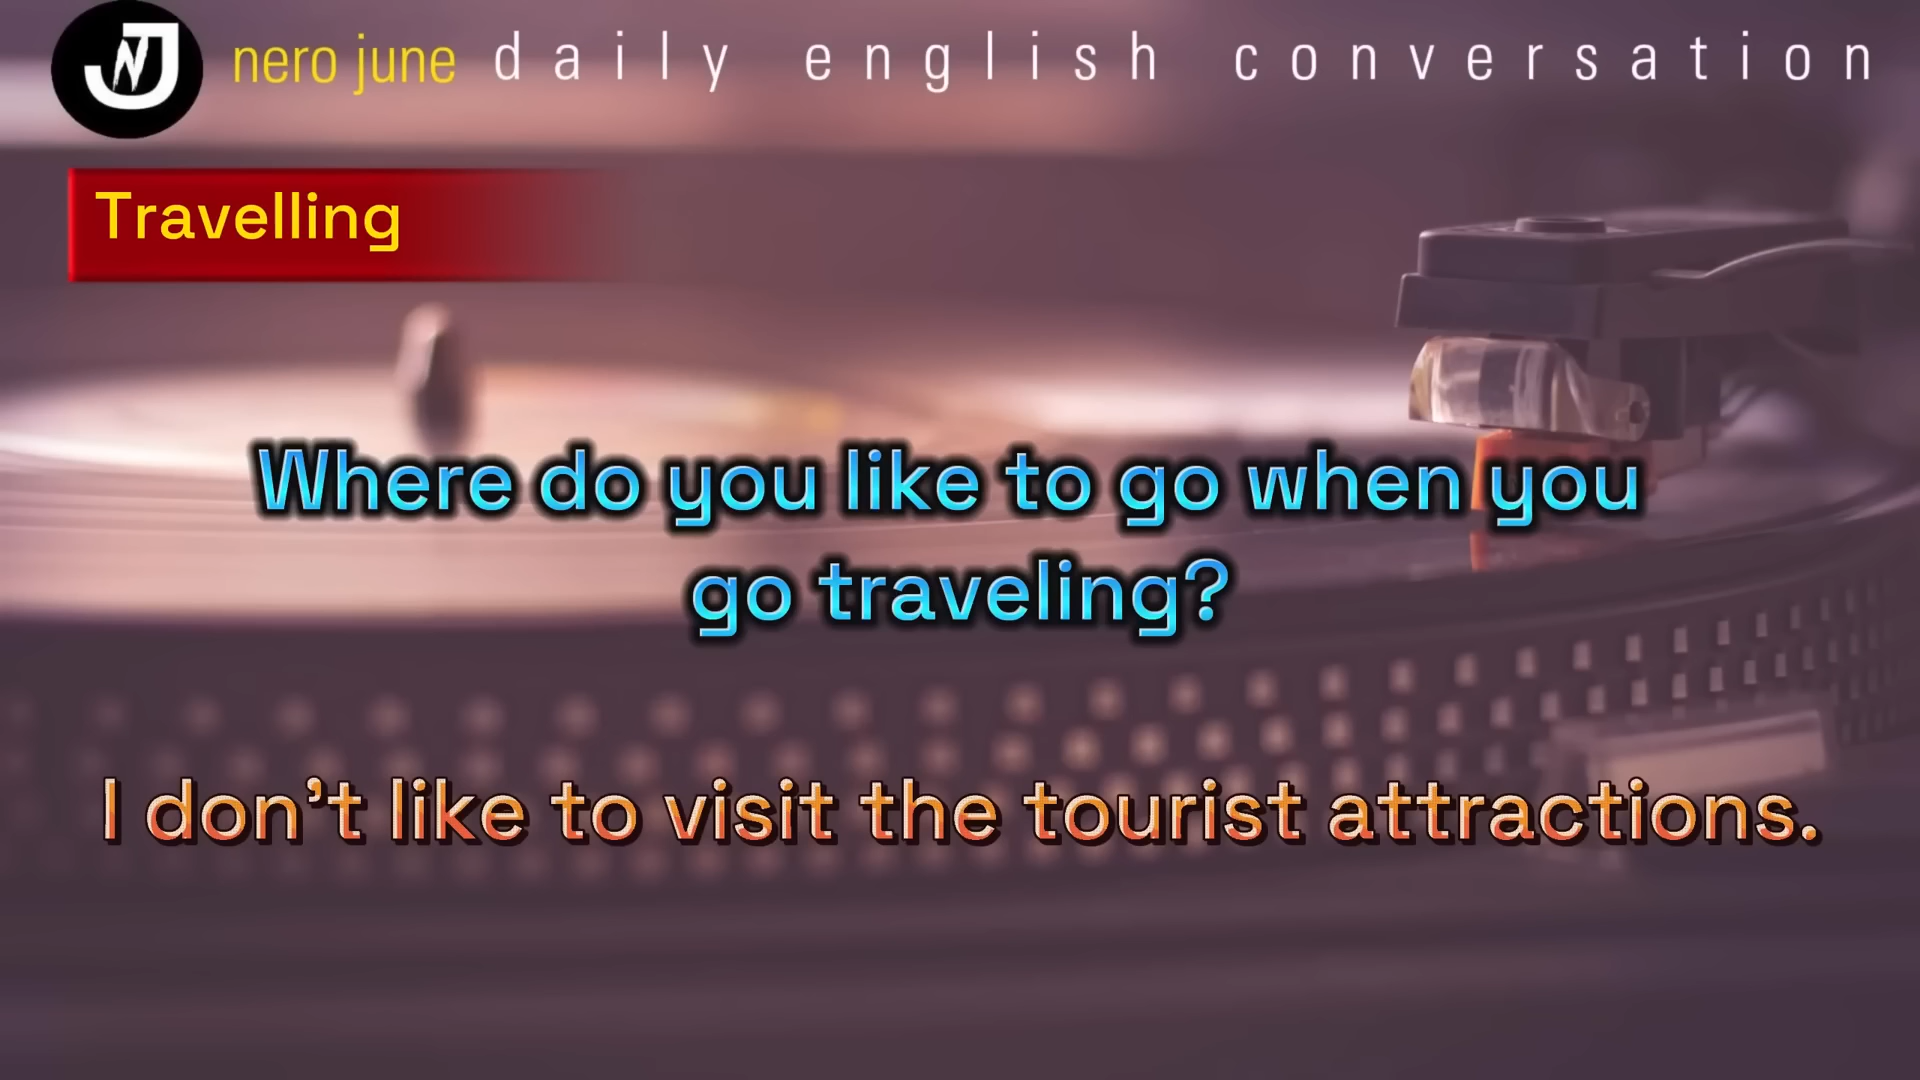 NJ nero june daily english conversation
Travelling
Where do you like to go when you
go traveling?
I don't like to visit the tourist attractions.